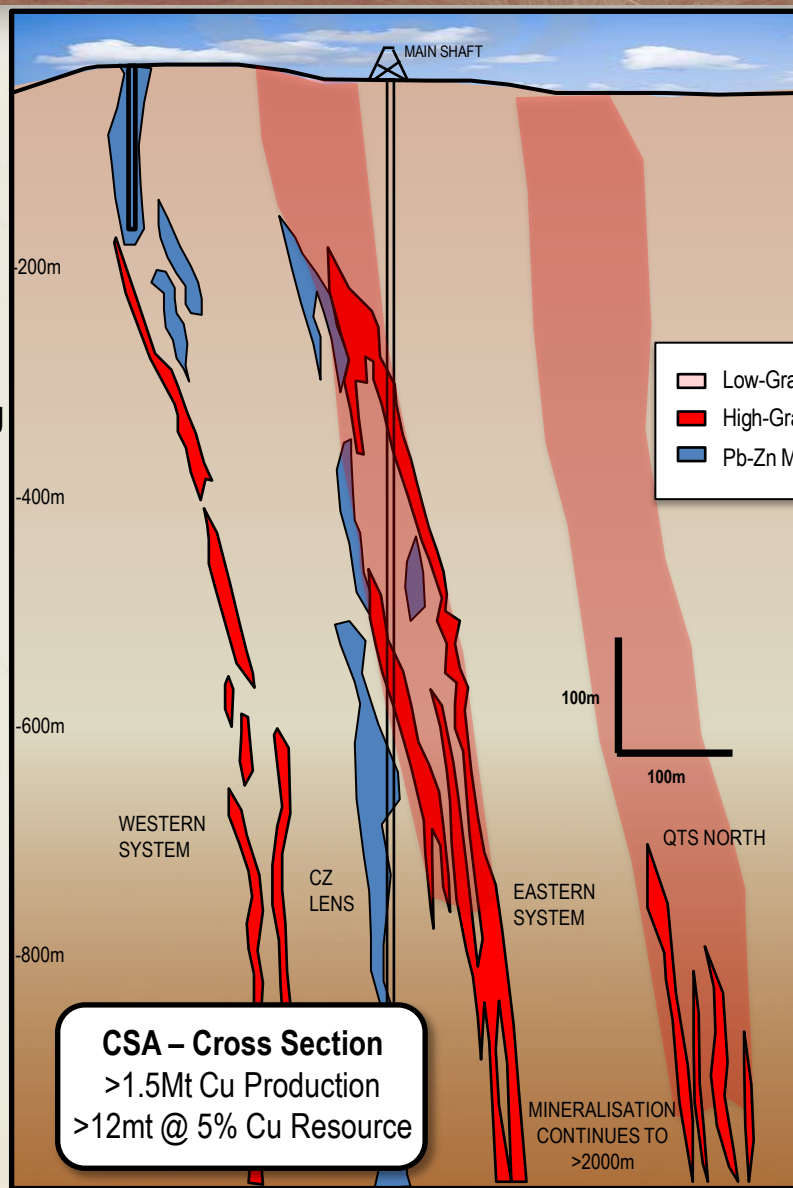 MAIN SHAFT
-200m
Low-Gra
High-Gra
Pb-Zn M
-400m
-600m
100m
100m
WESTERN
SYSTEM
QTS NORTH
CZ
LENS
EASTERN
SYSTEM
-800m
CSA – Cross Section
>1.5Mt Cu Production
>12mt @ 5% Cu Resource
MINERALISATION
CONTINUES TO
>2000m